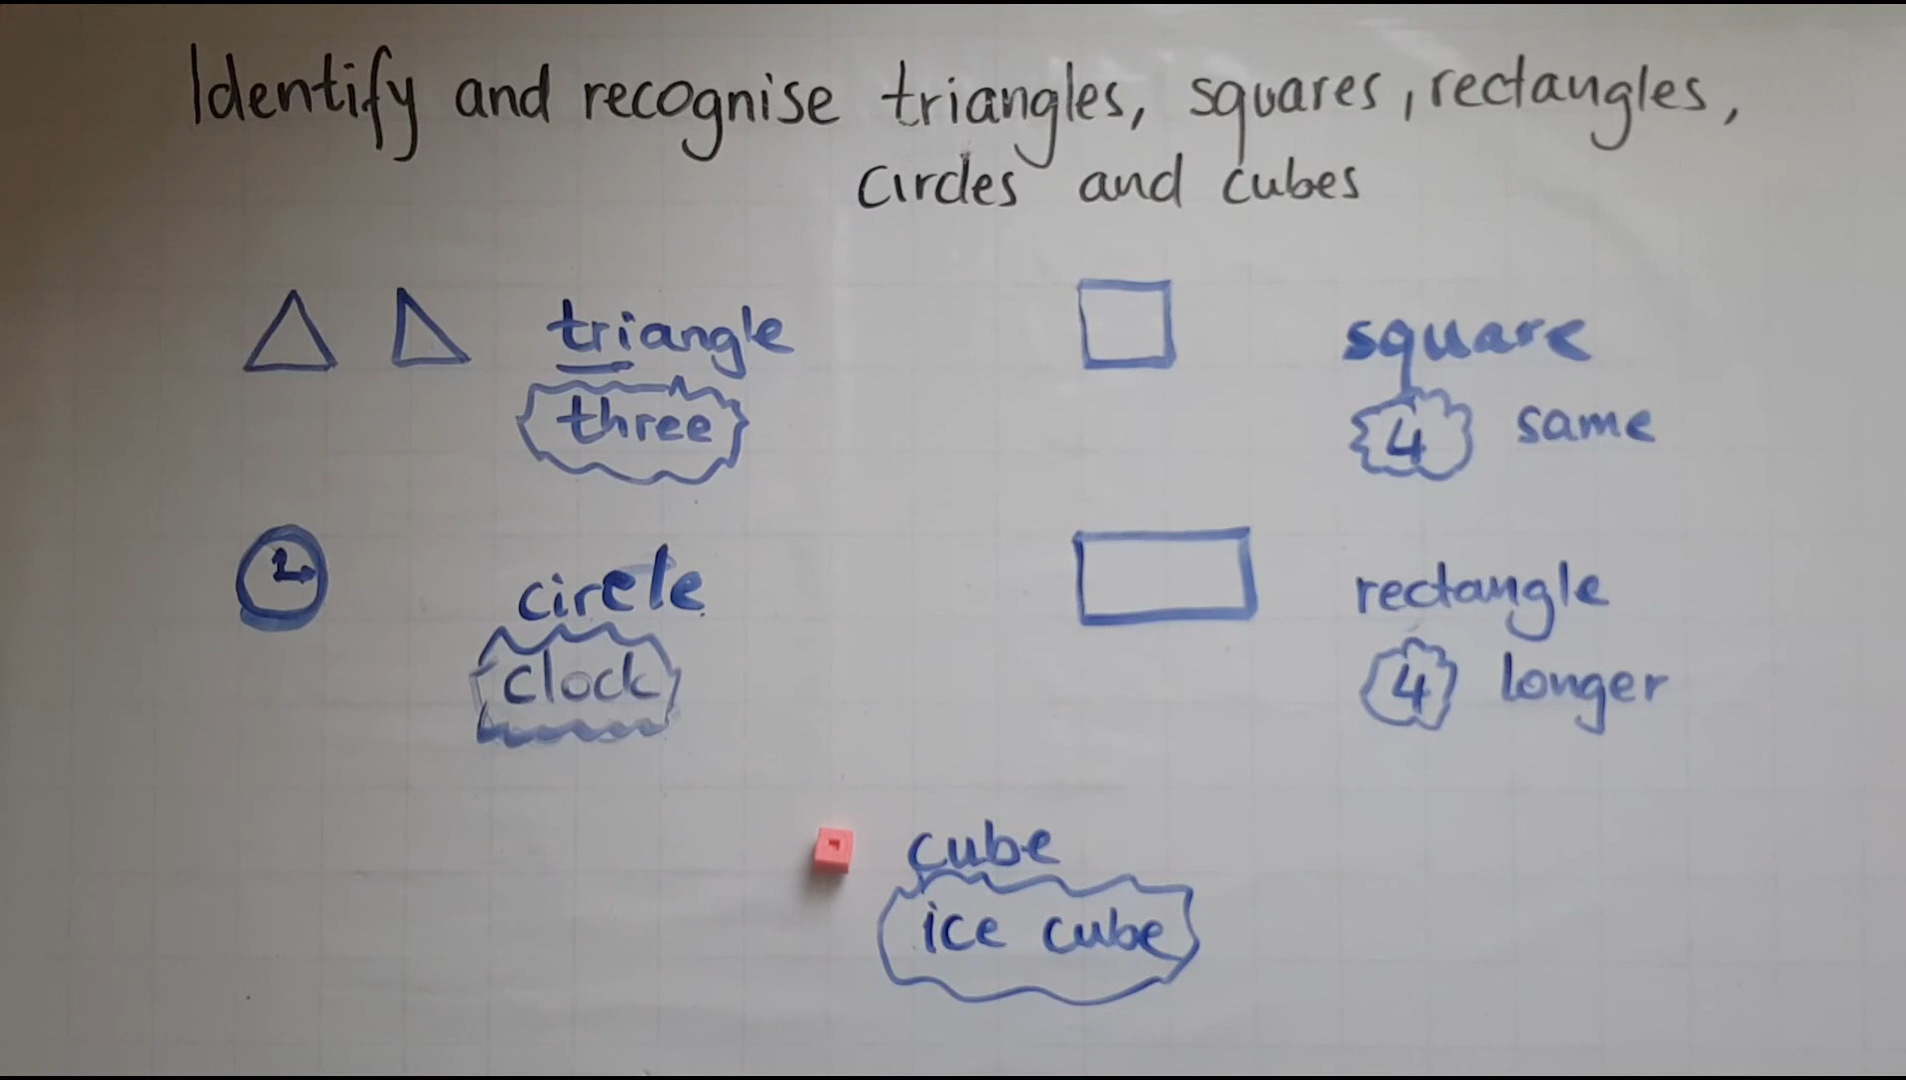 Identify and recognise triangles, squares, rectangles,
circles and cubes
triangle
three
square
4 same
circle
clock
rectangle
4 longer
cube
ice cube